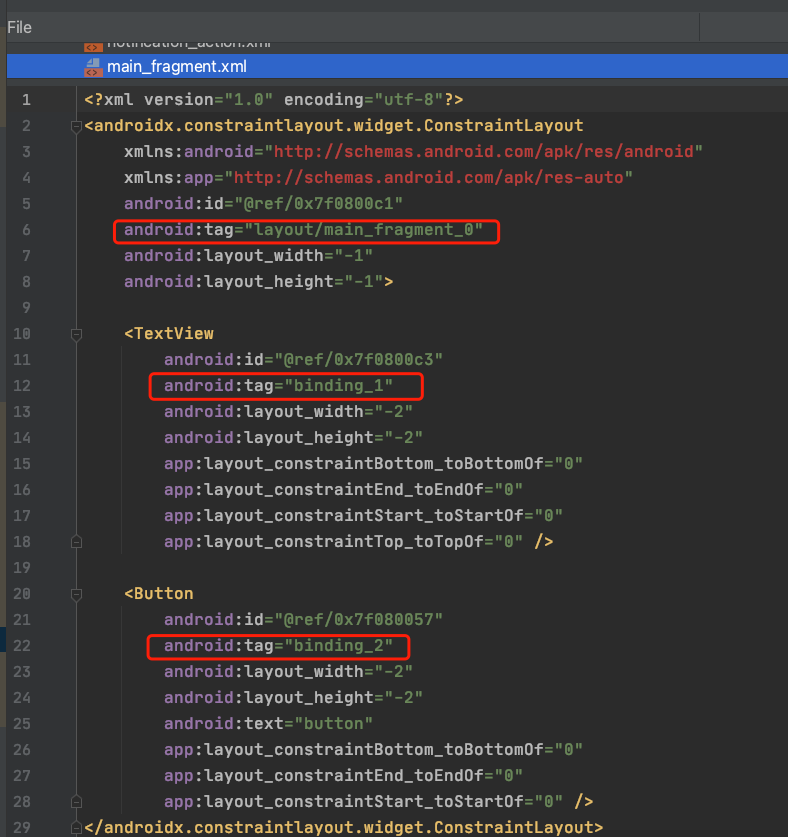 File
notification_action.xml
main_fragment.xml
1 <?xml version="1.0" encoding="utf-8"?>
2 <androidx.constraintlayout.widget.ConstraintLayout
3 xmlns:android="http://schemas.android.com/apk/res/android"
4 xmlns:app="http://schemas.android.com/apk/res-auto"
5 android:id="@ref/0x7f0800c1"
6 android:tag="layout/main_fragment_0"
7 android:layout_width="-1"
8 android:layout_height="-1">
9
10 <TextView
11 android:id="@ref/0x7f0800c3"
12 android:tag="binding_1"
13 android:layout_width="-2"
14 android:layout_height="-2"
15 app:layout_constraintBottom_toBottomOf="0"
16 app:layout_constraintEnd_toEndOf="0"
17 app:layout_constraintStart_toStartOf="0"
18 app:layout_constraintTop_toTopOf="0" />
19
20 <Button
21 android:id="@ref/0x7f080057"
22 android:tag="binding_2"
23 android:layout_width="-2"
24 android:layout_height="-2"
25 android:text="button"
26 app:layout_constraintBottom_toBottomOf="0"
27 app:layout_constraintEnd_toEndOf="0"
28 app:layout_constraintStart_toStartOf="0" />
29 </androidx.constraintlayout.widget.ConstraintLayout>